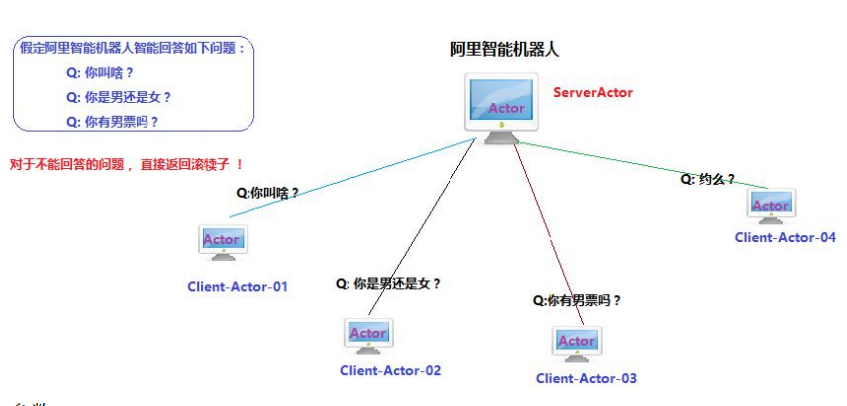 假定阿里智能机器人智能回答如下问题：
Q: 你叫啥？
Q: 你是男还是女？
Q: 你有男票吗？
对于不能回答的问题，直接返回滚犊子 ！
阿里智能机器人
Actor
ServerActor
Q:你叫啥？
Q: 约么？
Actor
Client-Actor-01
Actor
Client-Actor-04
Q: 你是男还是女？
Q:你有男票吗？
Actor
Client-Actor-02
Actor
Client-Actor-03